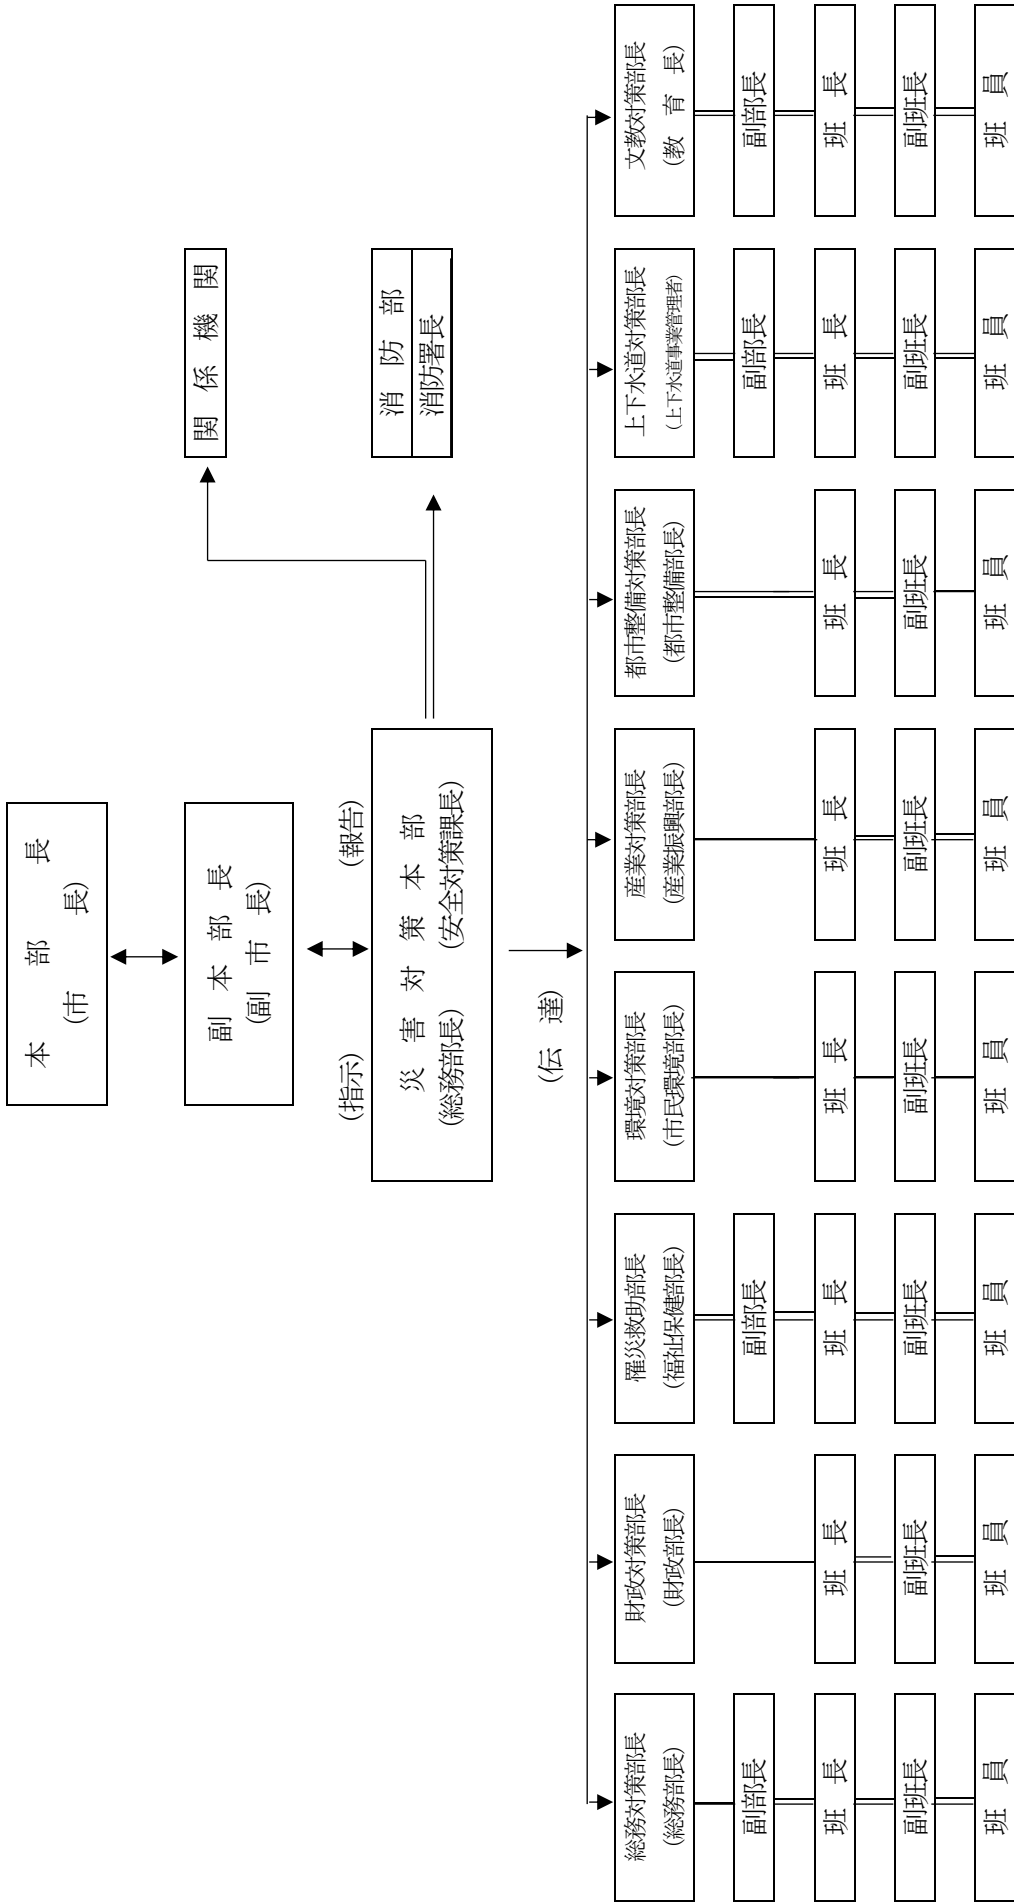 本 部 長
(市 長)
副 本 部 長
(副 市 長)
関 係 機 関
(指示) (報告)
災 害 対 策 本 部
(総務部長) (安全対策課長)
消 防 部
消防署長
(伝 達)
総務対策部長
(総務部長)
副部長
班 長
副班長
班 員
財政対策部長
(財政部長)
班 長
副班長
班 員
罹災救助部長
(福祉保健部長)
副部長
班 長
副班長
班 員
環境対策部長
(市民環境部長)
班 長
副班長
班 員
産業対策部長
(産業振興部長)
班 長
副班長
班 員
都市整備対策部長
(都市整備部長)
班 長
副班長
班 員
上下水道対策部長
(上下水道事業管理者)
副部長
班 長
副班長
班 員
文教対策部長
(教 育 長)
副部長
班 長
副班長
班 員